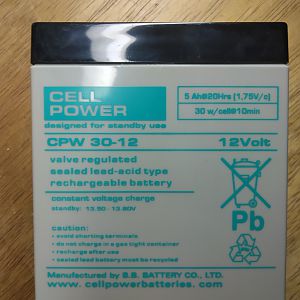 CELL
POWER
5 Ah@20Hrs (1,75V/c)
30 w/cell@10min
designed for standby use
CPW 30-12
12Volt
valve regulated
sealed lead-acid type
rechargeable battery
constant voltage charge
standby: 13.50 - 13.80V
Pb
caution:
• avoid shorting terminals
• do not charge in a gas tight container
• recharge after use
• sealed lead battery must be recycled
Manufactured by B.B. BATTERY CO., LTD.
www.cellpowerbatteries.com